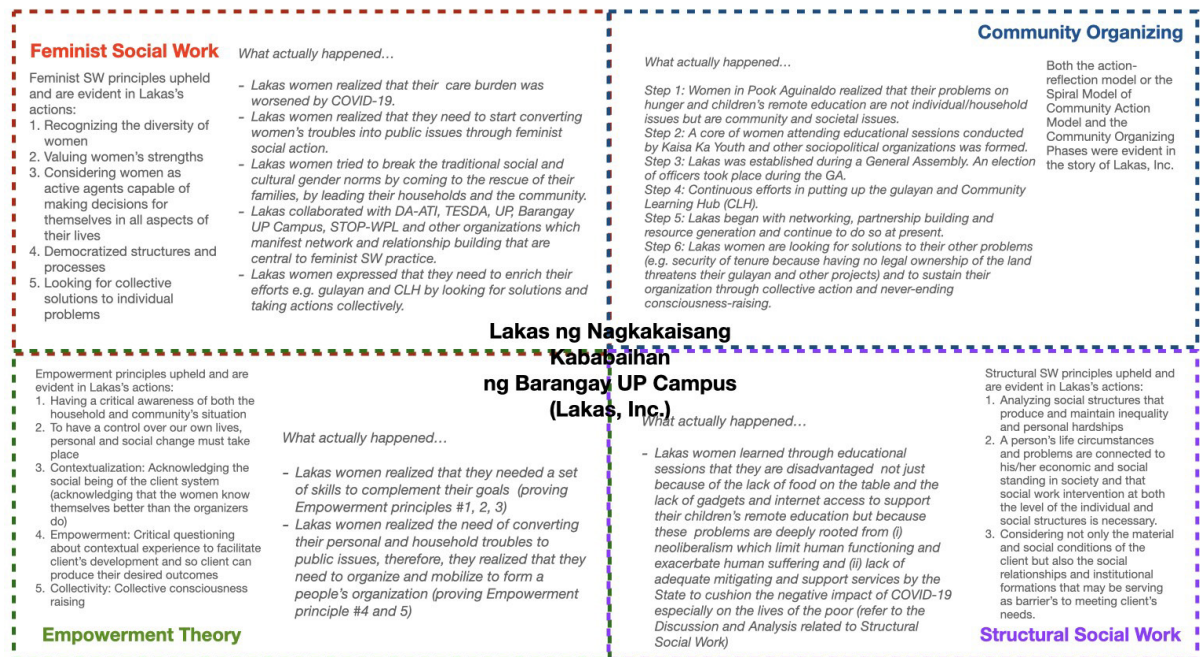 Feminist Social Work
Feminist SW principles upheld
and are evident in Lakas's
actions:
1. Recognizing the diversity of
women
2. Valuing women's strengths
3. Considering women as
active agents capable of
making decisions for
themselves in all aspects of
their lives
4. Democratized structures and
processes
5. Looking for collective
solutions to individual
problems
What actually happened…
- Lakas women realized that their care burden was
worsened by COVID-19.
- Lakas women realized that they need to start converting
women's troubles into public issues through feminist
social action.
- Lakas women tried to break the traditional social and
cultural gender norms by coming to the rescue of their
families, by leading their households and the community.
- Lakas collaborated with DA-ATI, TESDA, UP, Barangay
UP Campus, STOP-WPL and other organizations which
manifest network and relationship building that are
central to feminist SW practice.
- Lakas women expressed that they need to enrich their
efforts e.g. gulayan and CLH by looking for solutions and
taking actions collectively.
Community Organizing
What actually happened…
Step 1: Women in Pook Aguinaldo realized that their problems on
hunger and children's remote education are not individual/household
issues but are community and societal issues.
Step 2: A core of women attending educational sessions conducted
by Kaisa Ka Youth and other sociopolitical organizations was formed.
Step 3: Lakas was established during a General Assembly. An election
of officers took place during the GA.
Step 4: Continuous efforts in putting up the gulayan and Community
Learning Hub (CLH).
Step 5: Lakas began with networking, partnership building and
resource generation and continue to do so at present.
Step 6: Lakas women are looking for solutions to their other problems
(e.g. security of tenure because having no legal ownership of the land
threatens their gulayan and other projects) and to sustain their
organization through collective action and never-ending
consciousness-raising.
Both the action-
reflection model or the
Spiral Model of
Community Action
Model and the
Community Organizing
Phases were evident in
the story of Lakas, Inc.
Lakas ng Nagkakaisang
Kababaihan
ng Barangay UP Campus
(Lakas, Inc.)
Empowerment principles upheld and are
evident in Lakas's actions:
1. Having a critical awareness of both the
household and community's situation
2. To have a control over our own lives,
personal and social change must take
place
3. Contextualization: Acknowledging the
social being of the client system
(acknowledging that the women know
themselves better than the organizers
do)
4. Empowerment: Critical questioning
about contextual experience to facilitate
client's development and so client can
produce their desired outcomes
5. Collectivity: Collective consciousness
raising
Empowerment Theory
What actually happened…
- Lakas women realized that they needed a set
of skills to complement their goals (proving
Empowerment principles #1, 2, 3)
- Lakas women realized the need of converting
their personal and household troubles to
public issues, therefore, they realized that they
need to organize and mobilize to form a
people's organization (proving Empowerment
principle #4 and 5)
What actually happened…
- Lakas women learned through educational
sessions that they are disadvantaged not just
because of the lack of food on the table and the
lack of gadgets and internet access to support
their children's remote education but because
these problems are deeply rooted from (i)
neoliberalism which limit human functioning and
exacerbate human suffering and (ii) lack of
adequate mitigating and support services by the
State to cushion the negative impact of COVID-19
especially on the lives of the poor (refer to the
Discussion and Analysis related to Structural
Social Work)
Structural SW principles upheld and
are evident in Lakas's actions:
1. Analyzing social structures that
produce and maintain inequality
and personal hardships
2. A person's life circumstances
and problems are connected to
his/her economic and social
standing in society and that
social work intervention at both
the level of the individual and
social structures is necessary.
3. Considering not only the material
and social conditions of the
client but also the social
relationships and institutional
formations that may be serving
as barrier's to meeting client's
needs.
Structural Social Work